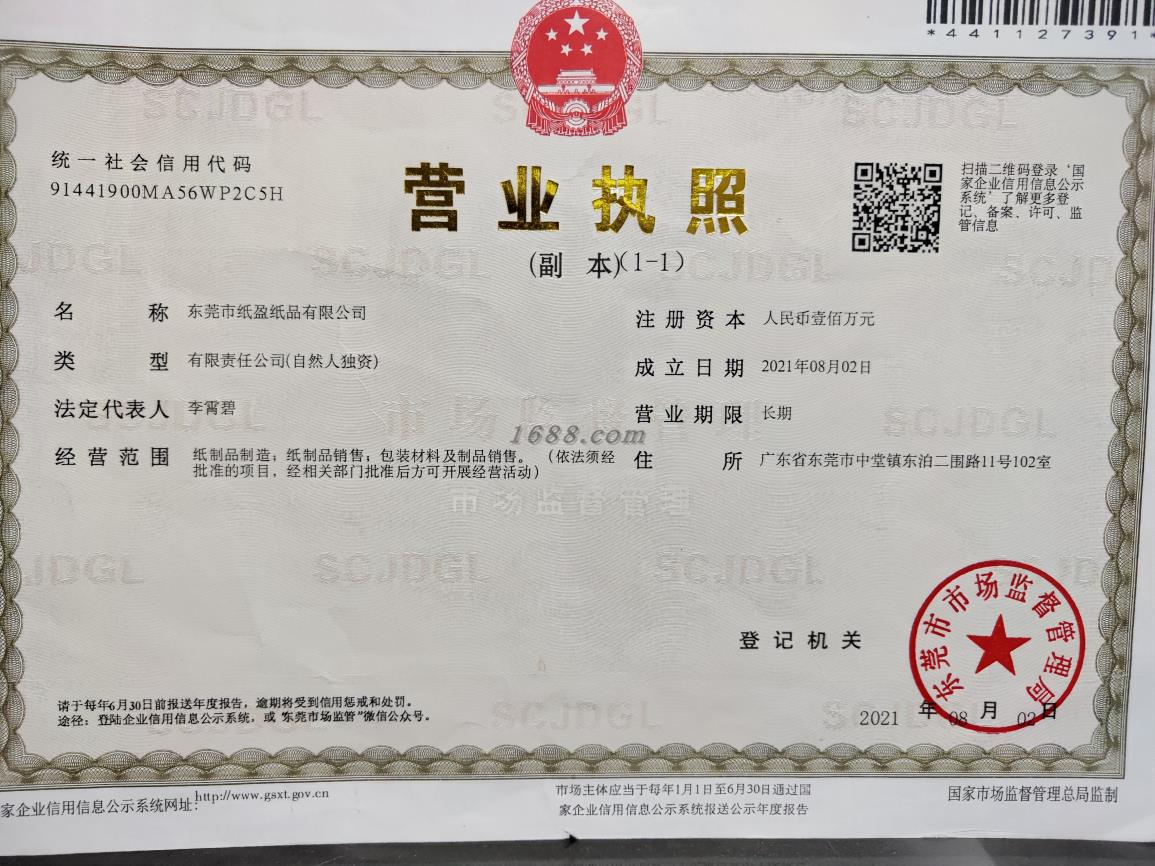 *44112739 1*
统一社会信用代码
91441900MA56WP2C5H
营业执照
(副 本)(1-1)
扫描二维码登录‘国
家企业信用信息公示
系统’了解更多登
记、备案、许可、监
管信息
名 称 东莞市纸盈纸品有限公司
类 型 有限责任公司(自然人独资)
法定代表人 李霄碧
经营范围 纸制品制造；纸制品销售；包装材料及制品销售。（依法须经
批准的项目，经相关部门批准后方可开展经营活动）
注册资本 人民币壹佰万元
成立日期 2021年08月02日
营业期限 长期
住 所 广东省东莞市中堂镇东泊二围路11号102室
1688.com
市场监督管理
市场监督管理
SCJDGL
登记机关
东莞市市场监督管理局
2021 年 08 月 02 日
请于每年6月30日前报送年度报告，逾期将受到信用惩戒和处罚。
途径：登陆企业信用信息公示系统，或“东莞市场监管”微信公众号。
家企业信用信息公示系统网址：http://www.gsxt.gov.cn
市场主体应当于每年1月1日至6月30日通过国
家企业信用信息公示系统报送公示年度报告
国家市场监督管理总局监制